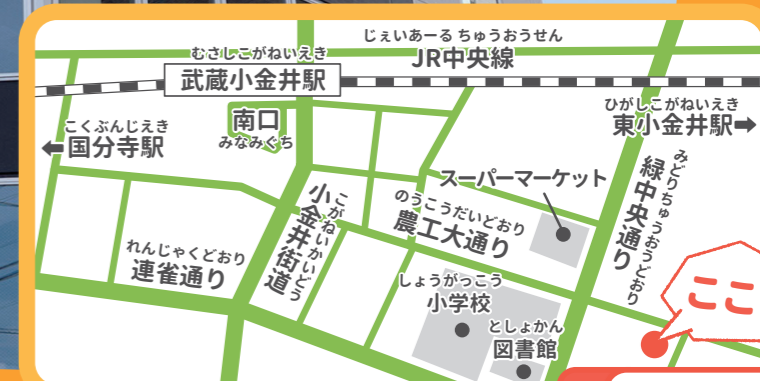 じぇいあーる ちゅうおうせん
JR中央線
むさしこがねいえき
武蔵小金井駅
ひがしこがねいえき
東小金井駅➡
こくぶんじえき
⬅国分寺駅
南口
みなみぐち
スーパーマーケット
みどりちゅうおうどおり
緑中央通り
のうこうだいどおり
農工大通り
こがねいかいどう
小金井街道
れんじゃくどおり
連雀通り
しょうがっこう
小学校
としょかん
図書館
ここ